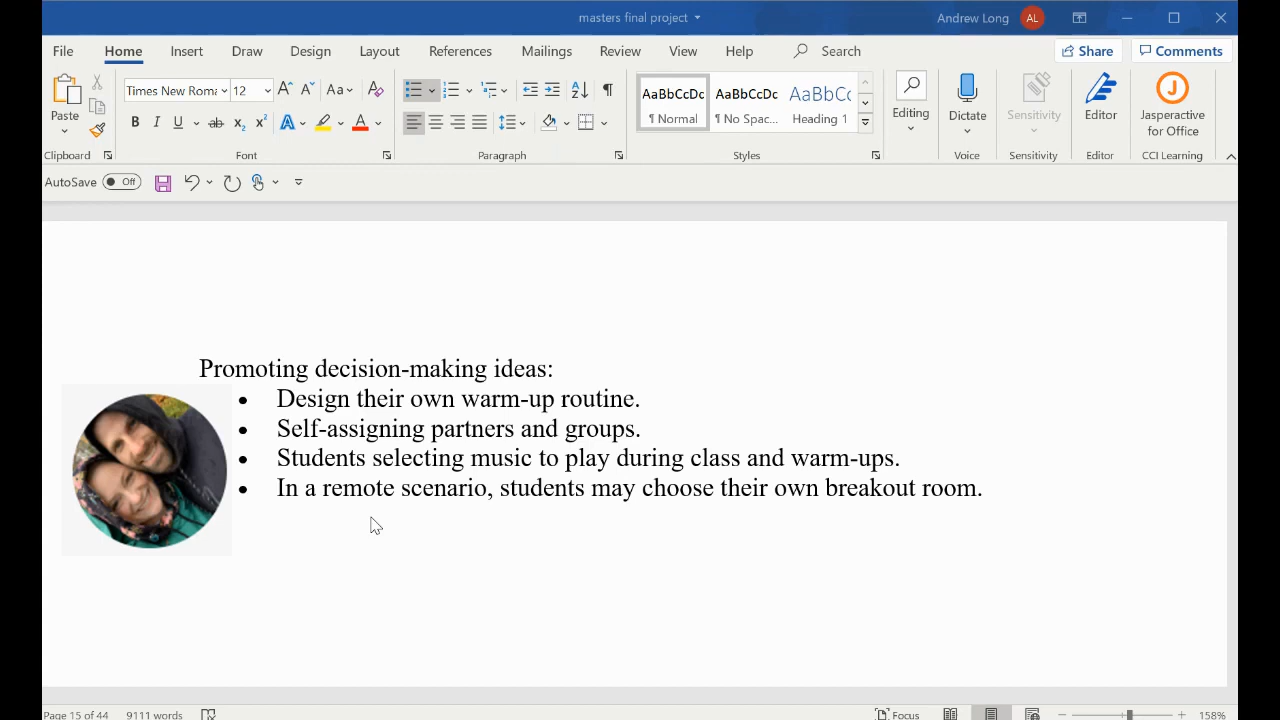 masters final project
Andrew Long AL
File Home Insert Draw Design Layout References Mailings Review View Help Search Share Comments
Times New Roma 12 Aa
AaBbCcDc AaBbCcDc AaBbCc
Paste
B I U ab x₂ x² A A
¶ Normal ¶ No Spac... Heading 1
Editing Dictate Sensitivity Editor Jasperactive for Office
Clipboard Font Paragraph Styles Voice Sensitivity Editor CCI Learning
AutoSave Off
Promoting decision-making ideas:
• Design their own warm-up routine.
• Self-assigning partners and groups.
• Students selecting music to play during class and warm-ups.
• In a remote scenario, students may choose their own breakout room.
Page 15 of 44 9111 words Focus 158%